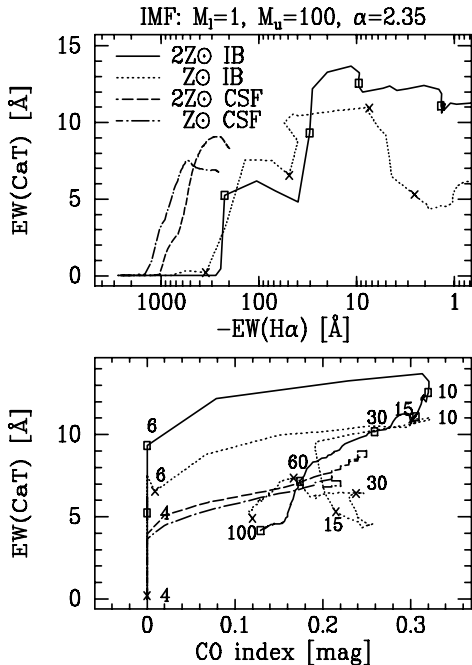 IMF: M_l=1, M_u=100, α=2.35
EW(CaT) [Å]
15
10
5
0
2Z⊙ IB
Z⊙ IB
2Z⊙ CSF
Z⊙ CSF
1000 100 10 1
-EW(Hα) [Å]
EW(CaT) [Å]
10
5
0
6
6
4
4
100
60
30
15
10
10
30
15
0 0.1 0.2 0.3
CO index [mag]